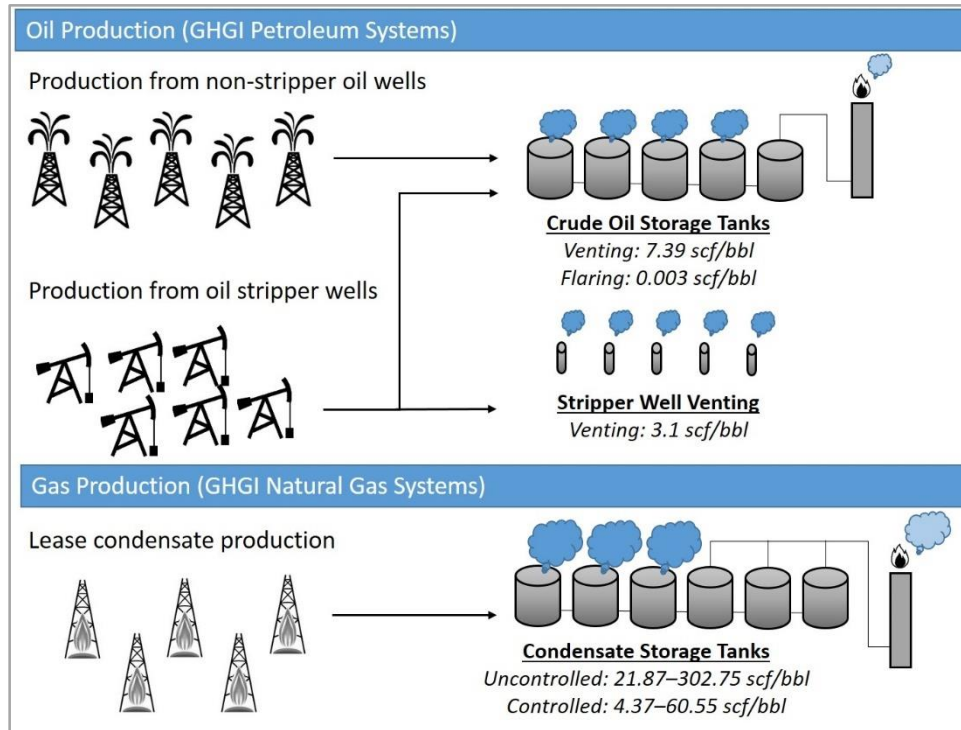 Oil Production (GHGI Petroleum Systems)
Production from non-stripper oil wells
Crude Oil Storage Tanks
Venting: 7.39 scf/bbl
Flaring: 0.003 scf/bbl
Production from oil stripper wells
Stripper Well Venting
Venting: 3.1 scf/bbl
Gas Production (GHGI Natural Gas Systems)
Lease condensate production
Condensate Storage Tanks
Uncontrolled: 21.87–302.75 scf/bbl
Controlled: 4.37–60.55 scf/bbl